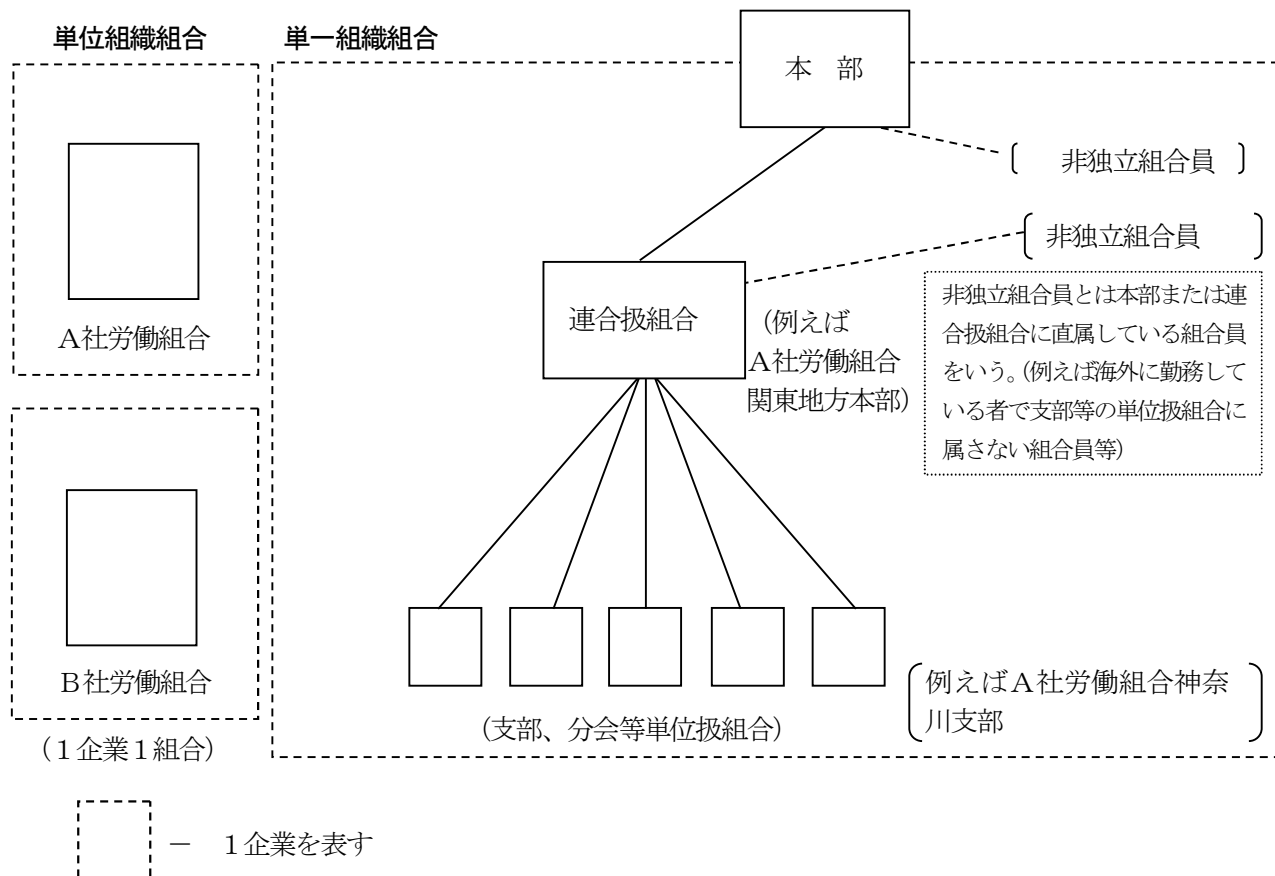 単位組織組合
単一組織組合
本　部
〔　非独立組合員　〕
〔非独立組合員　　〕
A社労働組合
連合扱組合
（例えば
A社労働組合
関東地方本部）
非独立組合員とは本部または連
合扱組合に直属している組合員
をいう。（例えば海外に勤務して
いる者で支部等の単位扱組合に
属さない組合員等）
B社労働組合
（１企業１組合）
（支部、分会等単位扱組合）
例えばA社労働組合神奈
川支部
－　１企業を表す